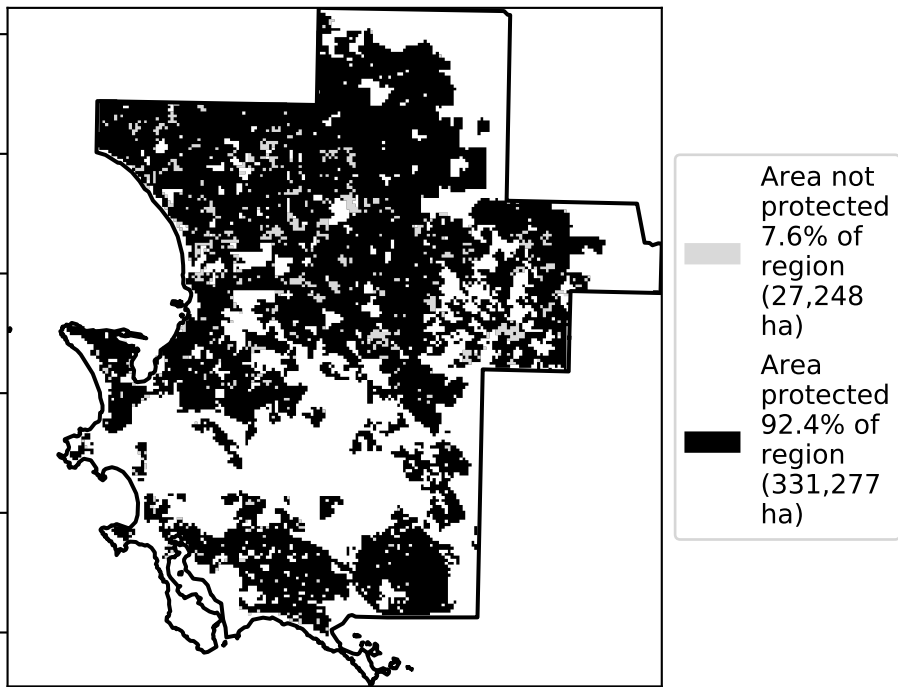 Area not
protected
7.6% of
region
(27,248
ha)
Area
protected
92.4% of
region
(331,277
ha)